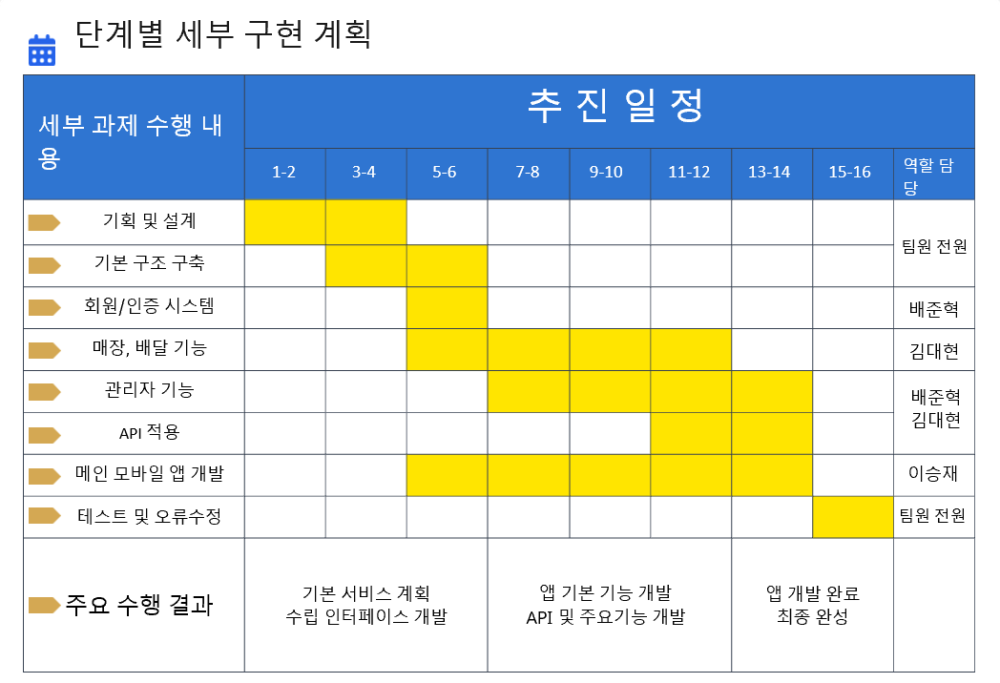 단계별 세부 구현 계획
세부 과제 수행 내
용
추 진 일 정
1-2
3-4
5-6
7-8
9-10
11-12
13-14
15-16
역할 담
당
기획 및 설계
팀원 전원
기본 구조 구축
회원/인증 시스템
배준혁
매장, 배달 기능
김대현
관리자 기능
배준혁
김대현
API 적용
메인 모바일 앱 개발
이승재
테스트 및 오류수정
팀원 전원
주요 수행 결과
기본 서비스 계획
수립 인터페이스 개발
앱 기본 기능 개발
API 및 주요기능 개발
앱 개발 완료
최종 완성